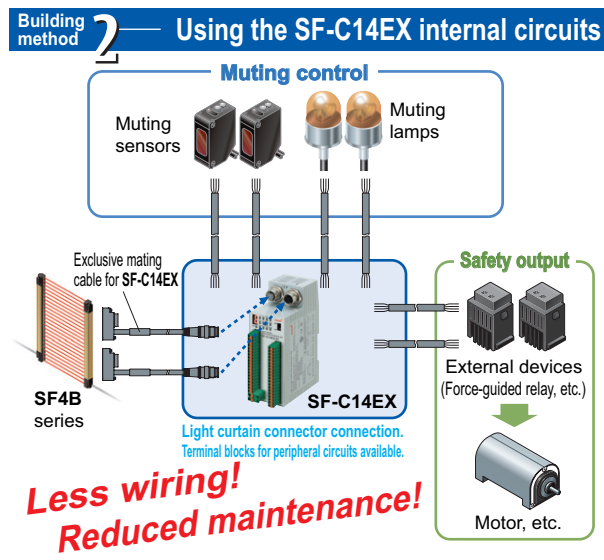 Building
method
2
Using the SF-C14EX internal circuits
Muting control
Muting
sensors
Muting
lamps
Exclusive mating
cable for SF-C14EX
Safety output
SF4B
series
SF-C14EX
External devices
(Force-guided relay, etc.)
Light curtain connector connection.
Terminal blocks for peripheral circuits available.
Less wiring!
Reduced maintenance!
Motor, etc.